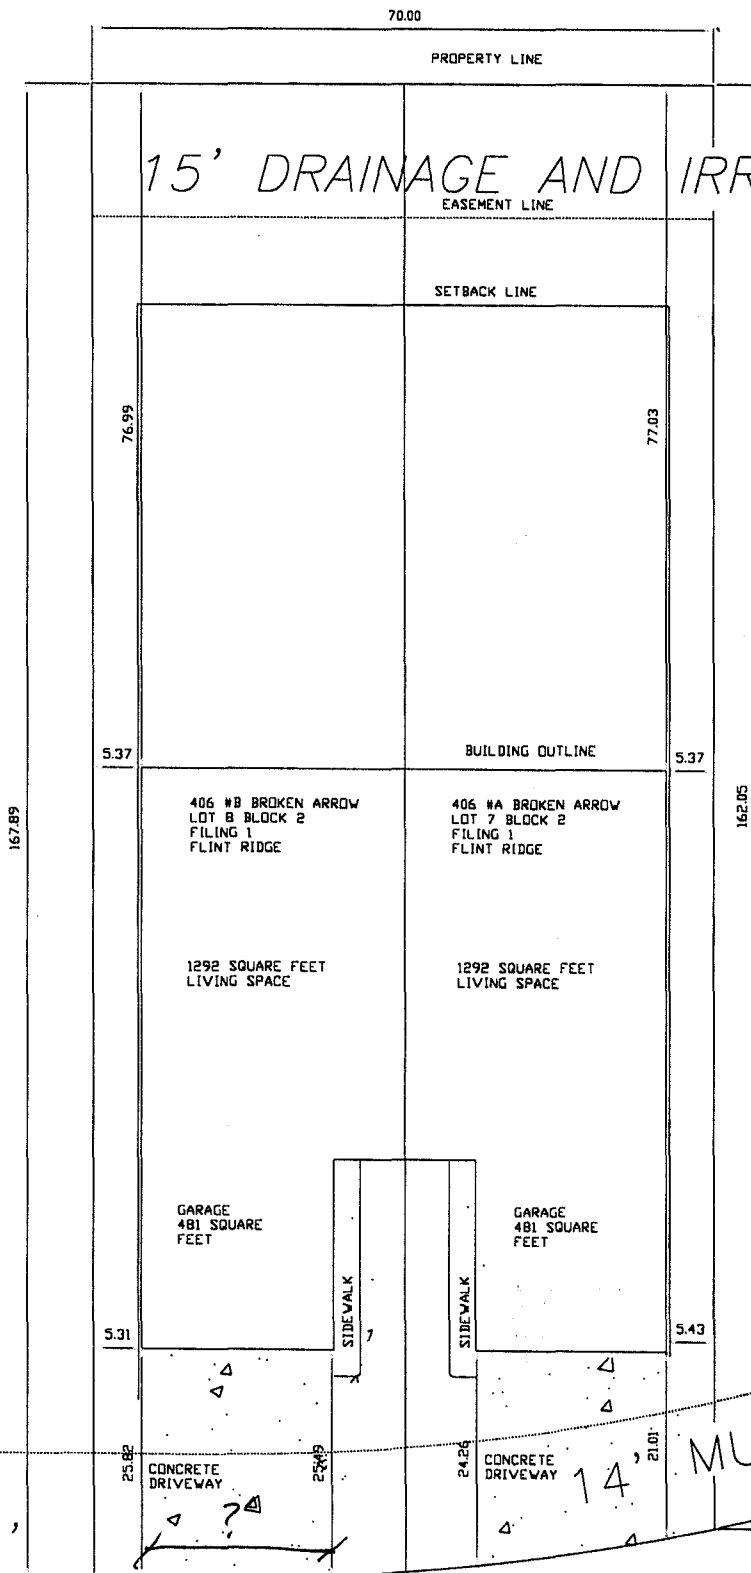 70.00
PROPERTY LINE
15' DRAINAGE AND IRR
EASEMENT LINE
SETBACK LINE
76.99
77.03
5.37
BUILDING OUTLINE
5.37
167.89
162.05
406 #B BROKEN ARROW
LOT 8 BLOCK 2
FILING 1
FLINT RIDGE
406 #A BROKEN ARROW
LOT 7 BLOCK 2
FILING 1
FLINT RIDGE
1292 SQUARE FEET
LIVING SPACE
1292 SQUARE FEET
LIVING SPACE
GARAGE
481 SQUARE
FEET
GARAGE
481 SQUARE
FEET
SIDEWALK
SIDEWALK
5.31
5.43
25.82
25.49
24.26
21.01
CONCRETE
DRIVEWAY
CONCRETE
DRIVEWAY
14' MU
?